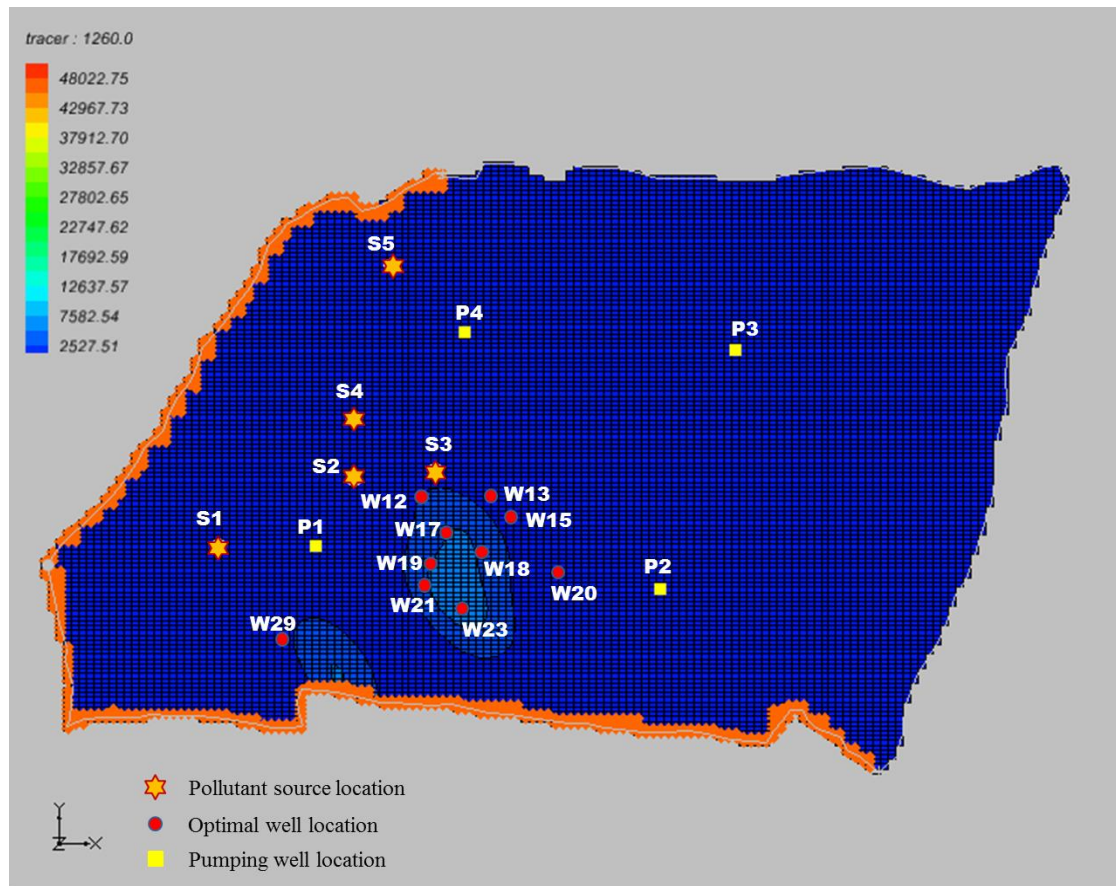 tracer : 1260.0
48022.75
42967.73
37912.70
32857.67
27802.65
22747.62
17692.59
12637.57
7582.54
2527.51
S5
P4
P3
S4
S3
S2
W12
W13
W15
S1
P1
W17
W19
W18
W20
P2
W21
W23
W29
Pollutant source location
Optimal well location
Pumping well location
Y
Z
X